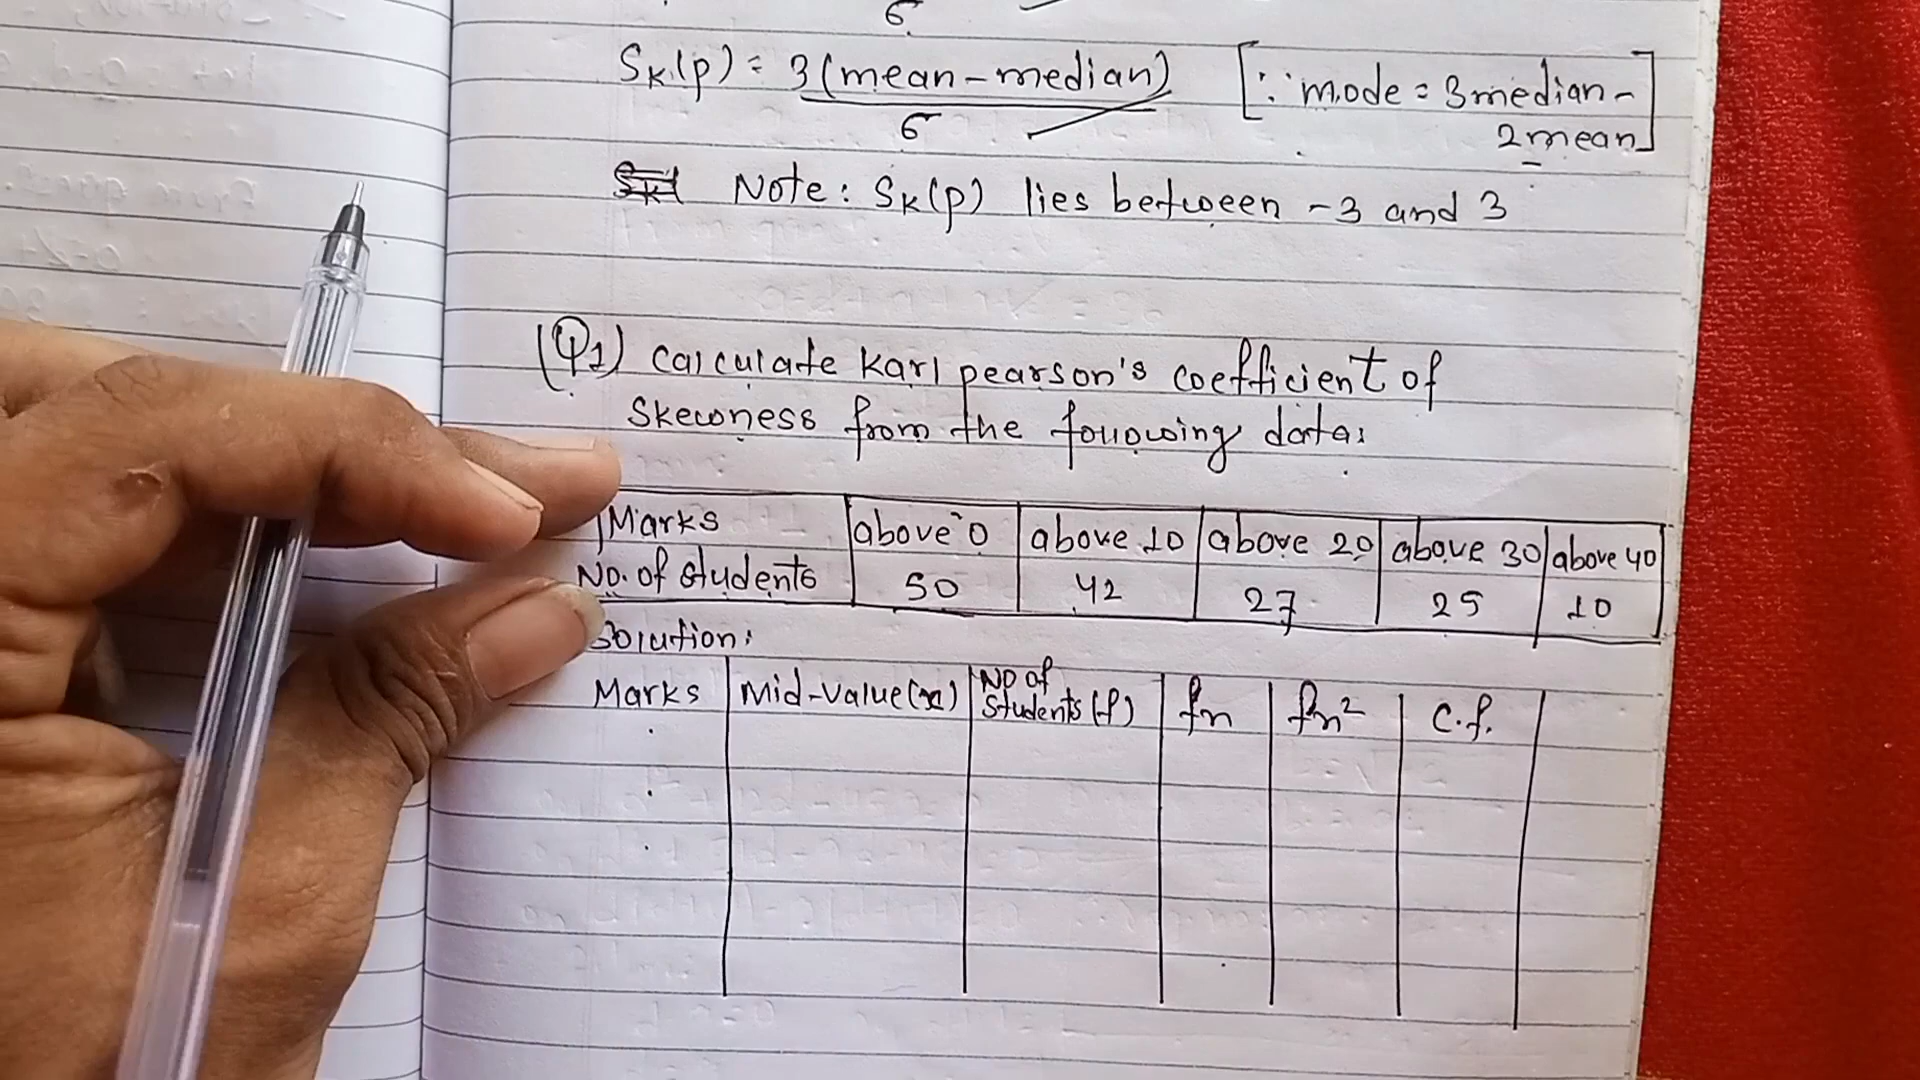 σ
Sk(p) = 3(mean-median) [∵ mode = 3median-
σ 2mean]
Note: Sk(p) lies between -3 and 3
(Q1) Calculate Karl pearson's coefficient of
Skewness from the following data:
Marks above 0 above 10 above 20 above 30 above 40
No. of students 50 42 27 25 10
Solution:
Marks Mid-value(x) No of Students (f) fx fx² c.f.